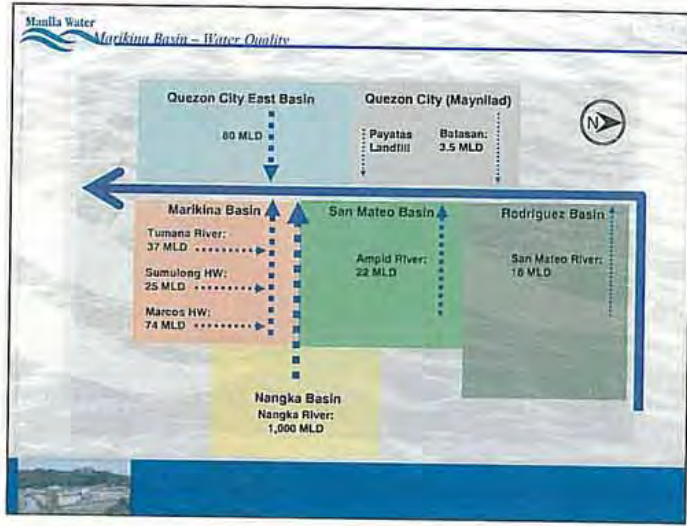 Manila Water
Marikina Basin – Water Quality
Quezon City East Basin
80 MLD
Quezon City (Maynilad)
Payatas
Landfill
Batasan:
3.5 MLD
N
Marikina Basin
Tumana River:
37 MLD
Sumulong HW:
25 MLD
Marcos HW:
74 MLD
San Mateo Basin
Ampid River:
22 MLD
Rodriguez Basin
San Mateo River:
18 MLD
Nangka Basin
Nangka River:
1,000 MLD